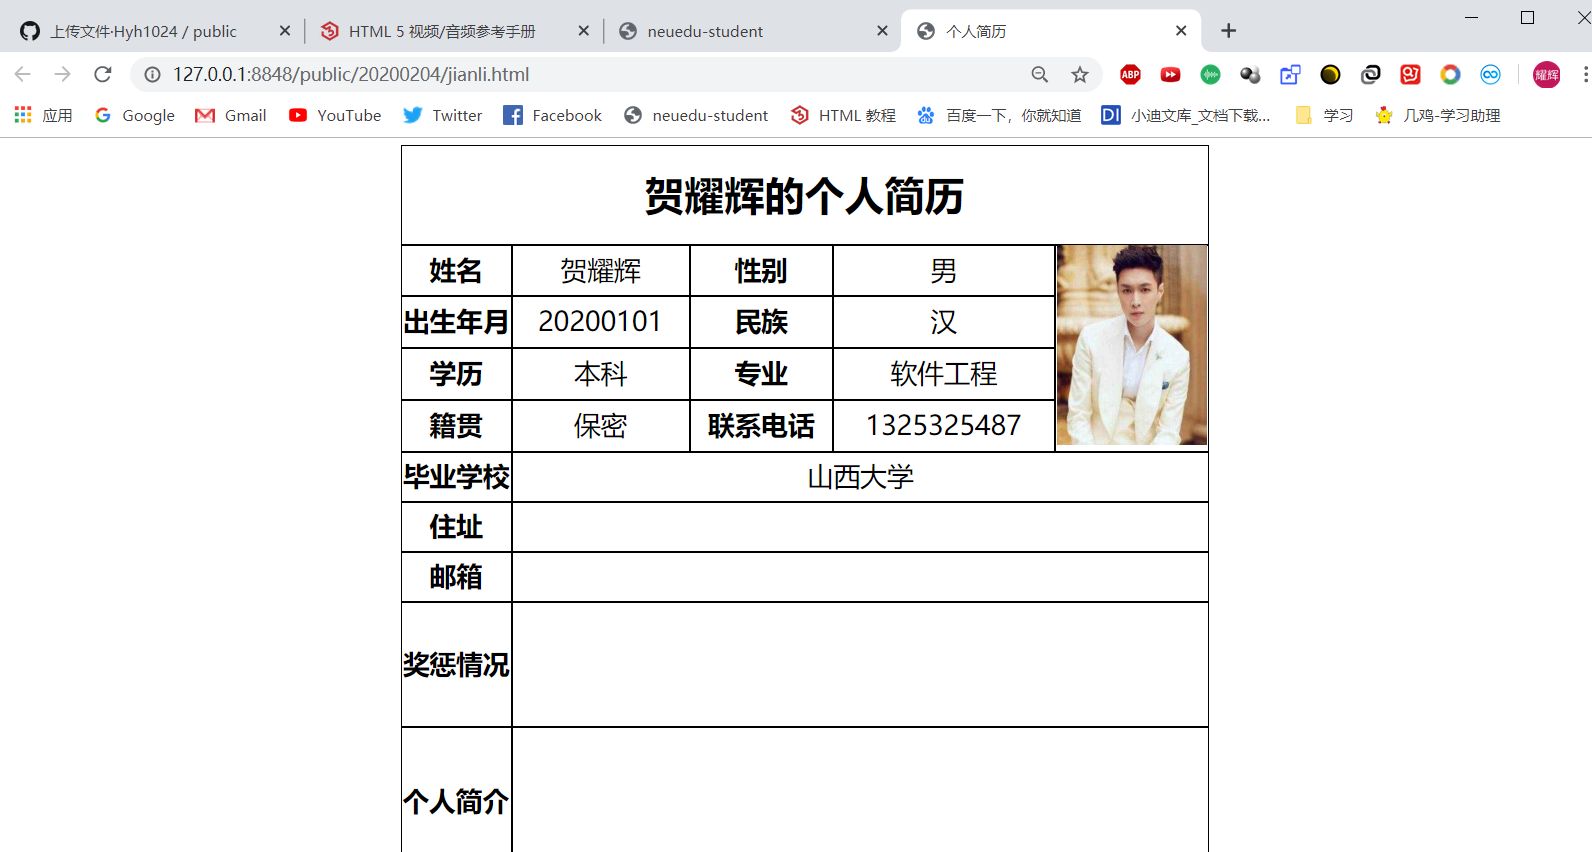 上传文件·Hyh1024 / public
HTML 5 视频/音频参考手册
neuedu-student
个人简历
127.0.0.1:8848/public/20200204/jianli.html
ABP
耀辉
应用
Google
Gmail
YouTube
Twitter
Facebook
neuedu-student
HTML 教程
百度一下，你就知道
DI
小迪文库_文档下载...
学习
几鸡-学习助理
贺耀辉的个人简历
姓名 贺耀辉 性别 男
出生年月 20200101 民族 汉
学历 本科 专业 软件工程
籍贯 保密 联系电话 1325325487
毕业学校 山西大学
住址
邮箱
奖惩情况
个人简介